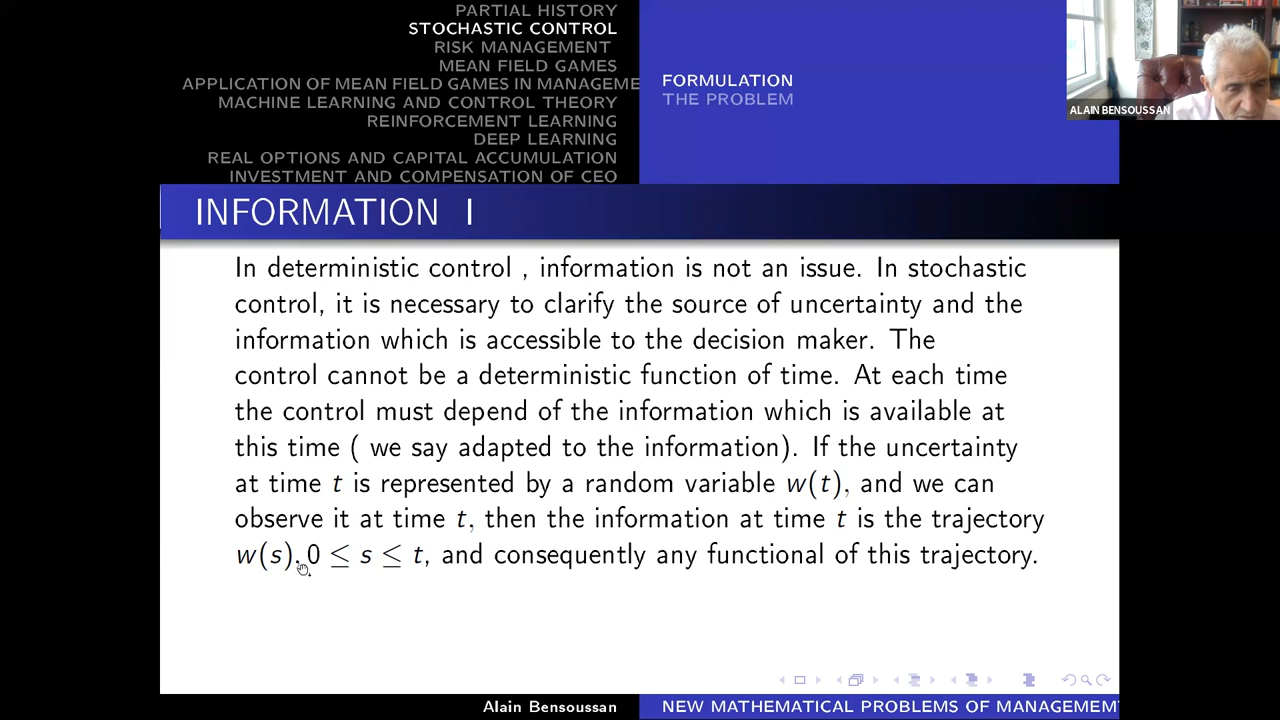 PARTIAL HISTORY
STOCHASTIC CONTROL
RISK MANAGEMENT
MEAN FIELD GAMES
APPLICATION OF MEAN FIELD GAMES IN MANAGEME
MACHINE LEARNING AND CONTROL THEORY
REINFORCEMENT LEARNING
DEEP LEARNING
REAL OPTIONS AND CAPITAL ACCUMULATION
INVESTMENT AND COMPENSATION OF CEO
FORMULATION
THE PROBLEM
ALAIN BENSOUSSAN
INFORMATION I
In deterministic control , information is not an issue. In stochastic
control, it is necessary to clarify the source of uncertainty and the
information which is accessible to the decision maker. The
control cannot be a deterministic function of time. At each time
the control must depend of the information which is available at
this time ( we say adapted to the information). If the uncertainty
at time t is represented by a random variable w(t), and we can
observe it at time t, then the information at time t is the trajectory
w(s), 0 ≤ s ≤ t, and consequently any functional of this trajectory.
Alain Bensoussan
NEW MATHEMATICAL PROBLEMS OF MANAGEMENT